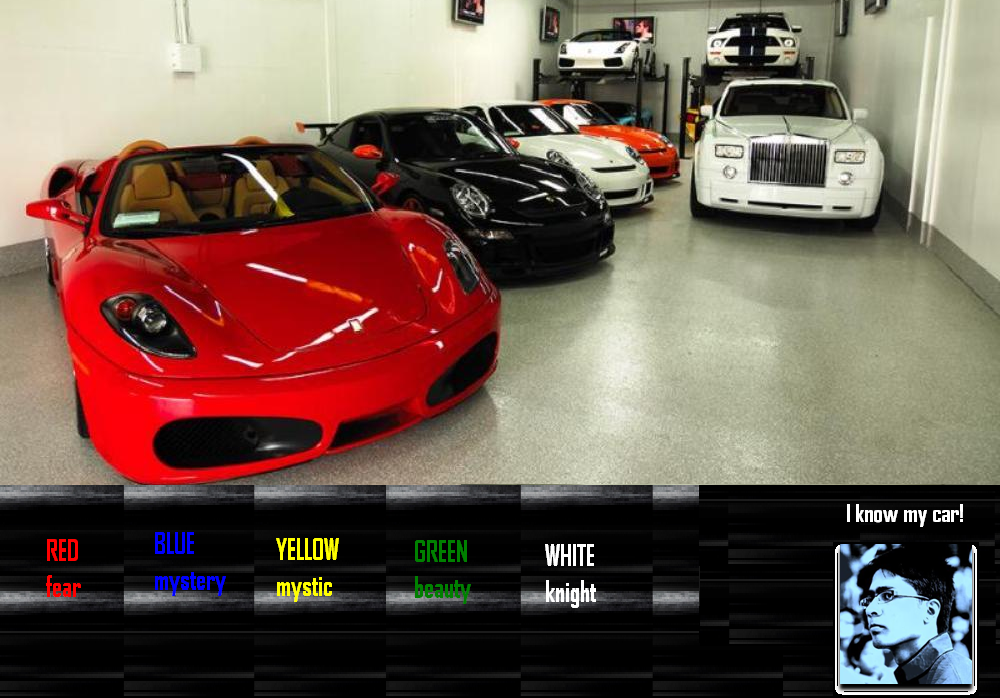 I know my car!
RED
fear
BLUE
mystery
YELLOW
mystic
GREEN
beauty
WHITE
knight